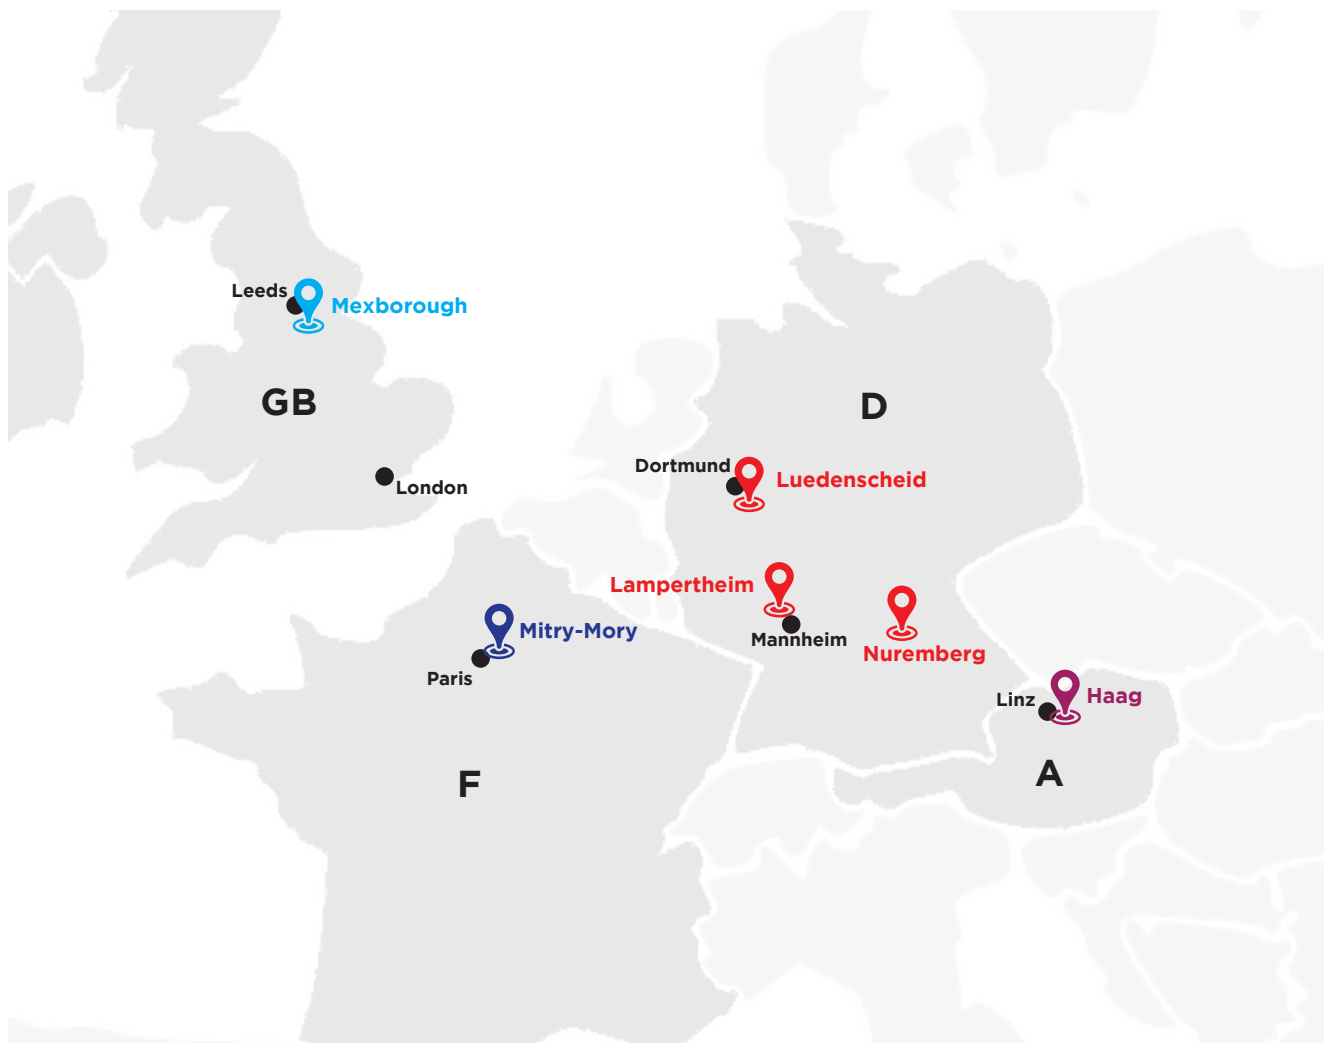 Leeds
Mexborough
GB
D
Dortmund
Luedenscheid
London
Lampertheim
Mitry-Mory
Mannheim
Nuremberg
Paris
Linz
Haag
A
F